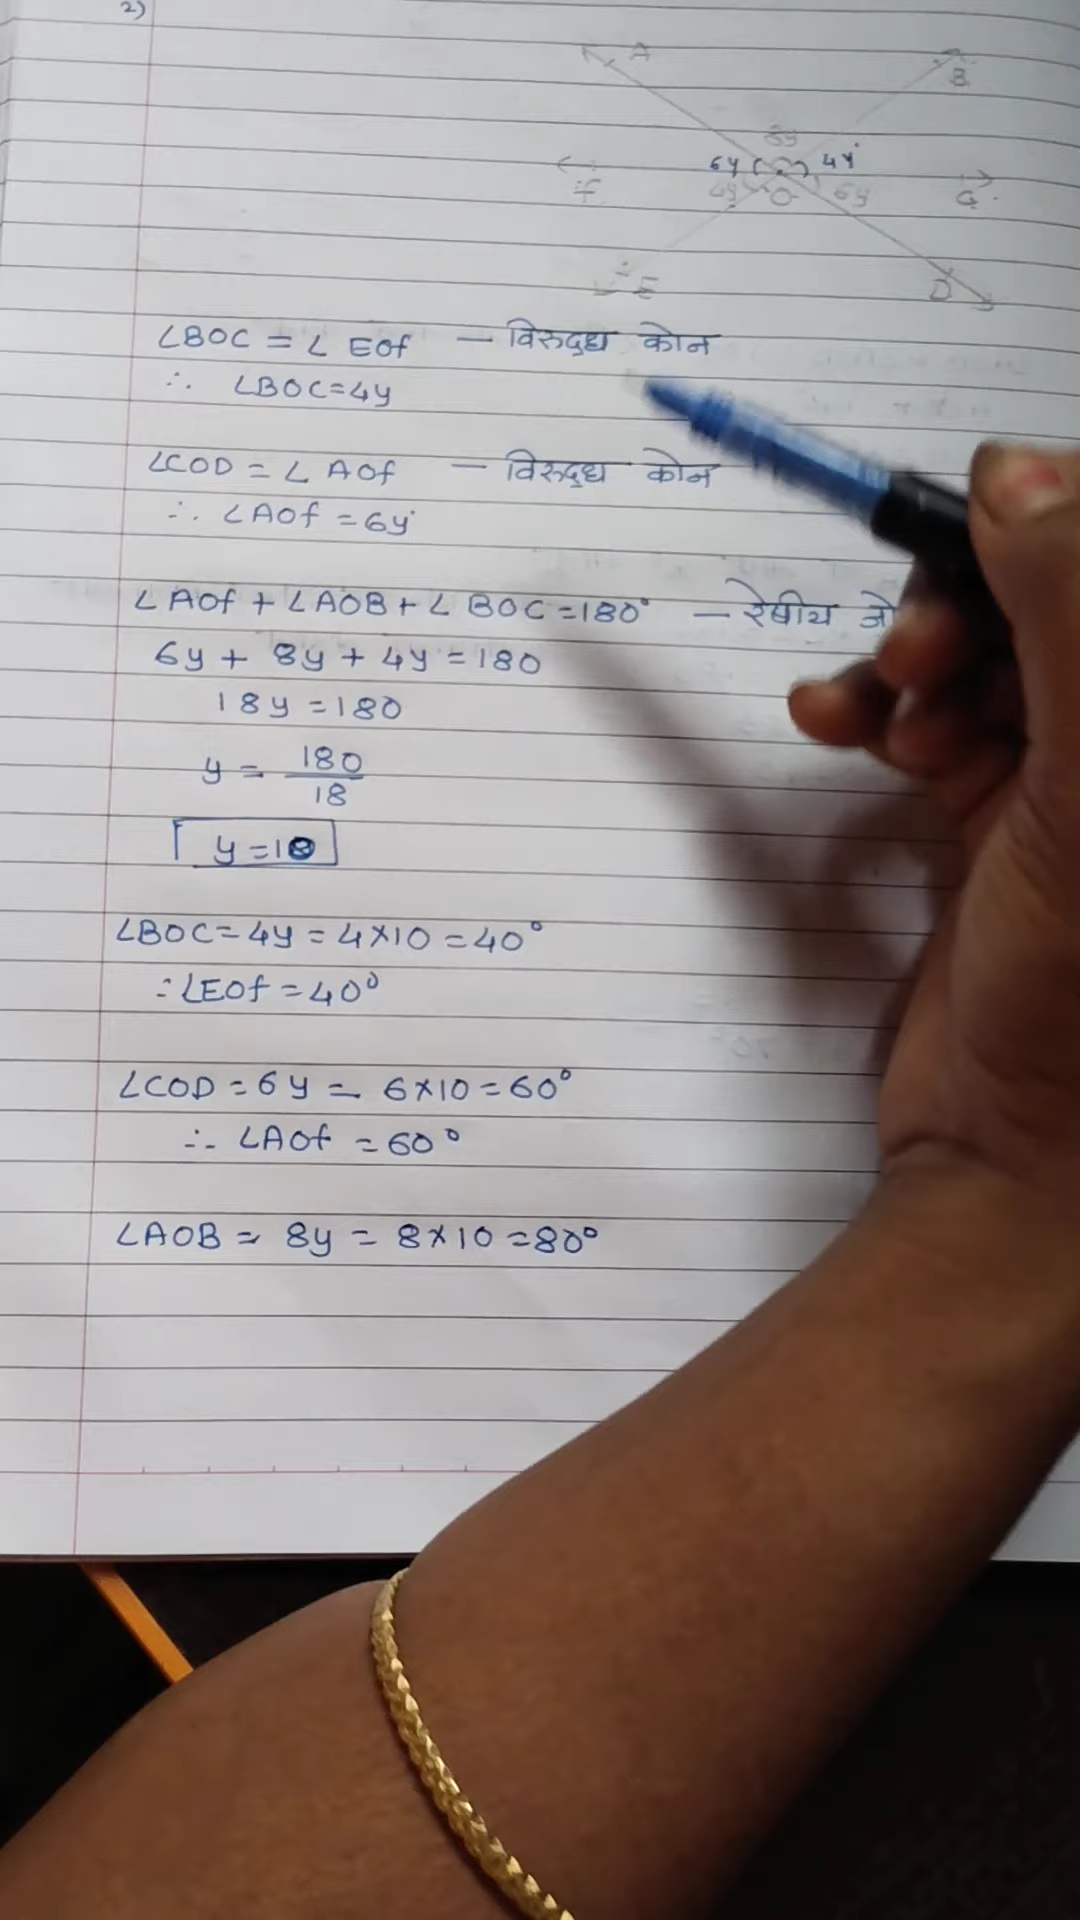 2)
A
B
8y
6y 4y
F 4y O 6y C
E D
∠BOC = ∠ EOf — विरुद्ध कोन
∴ ∠BOC=4y
∠COD = ∠ AOf — विरुद्ध कोन
∴ ∠AOf = 6y
∠AOf + ∠AOB + ∠ BOC = 180° — रेषीय
6y + 8y + 4y = 180
18y = 180
y = 180
18
y = 10
∠BOC = 4y = 4×10 = 40°
∴ ∠EOf = 40°
∠COD = 6y = 6×10 = 60°
∴ ∠AOf = 60°
∠AOB = 8y = 8×10 = 80°